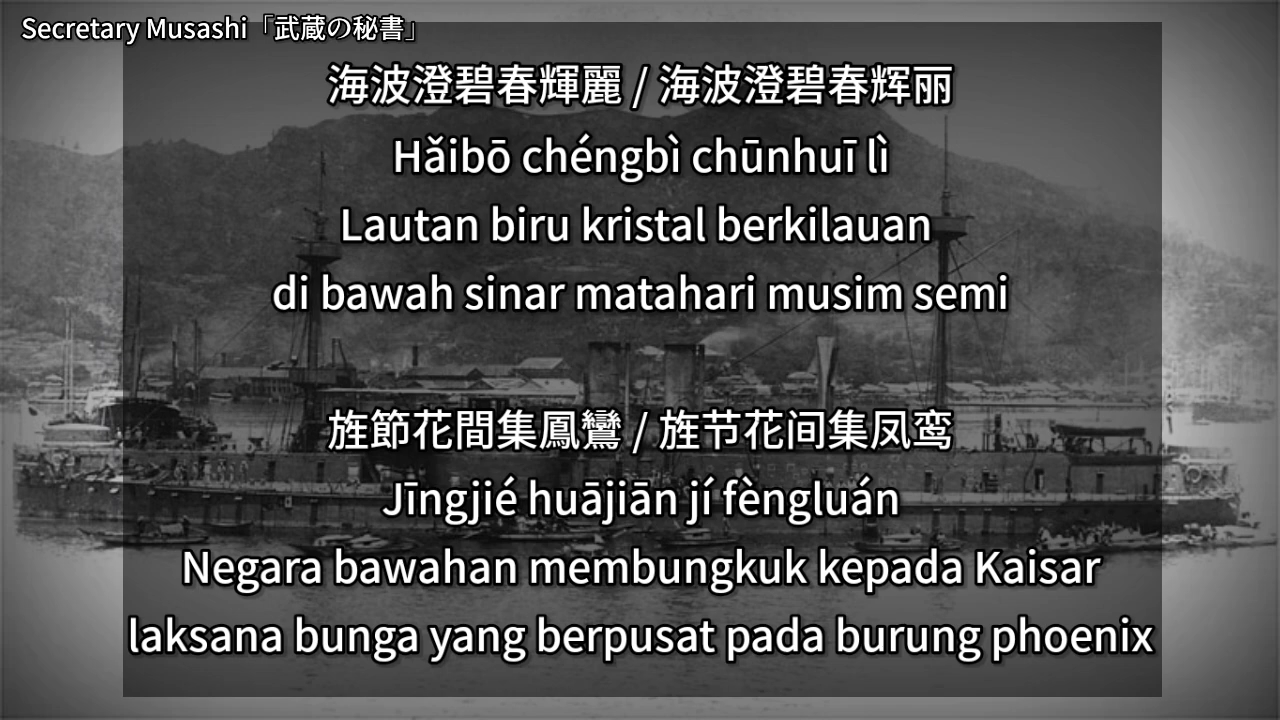 Secretary Musashi「武蔵の秘書」
海波澄碧春輝麗 / 海波澄碧春辉丽
Hǎibō chéngbì chūnhuī lì
Lautan biru kristal berkilauan
di bawah sinar matahari musim semi
旌節花間集鳳鸞 / 旌节花间集凤鸾
Jīngjié huājiān jí fèngluán
Negara bawahan membungkuk kepada Kaisar
laksana bunga yang berpusat pada burung phoenix